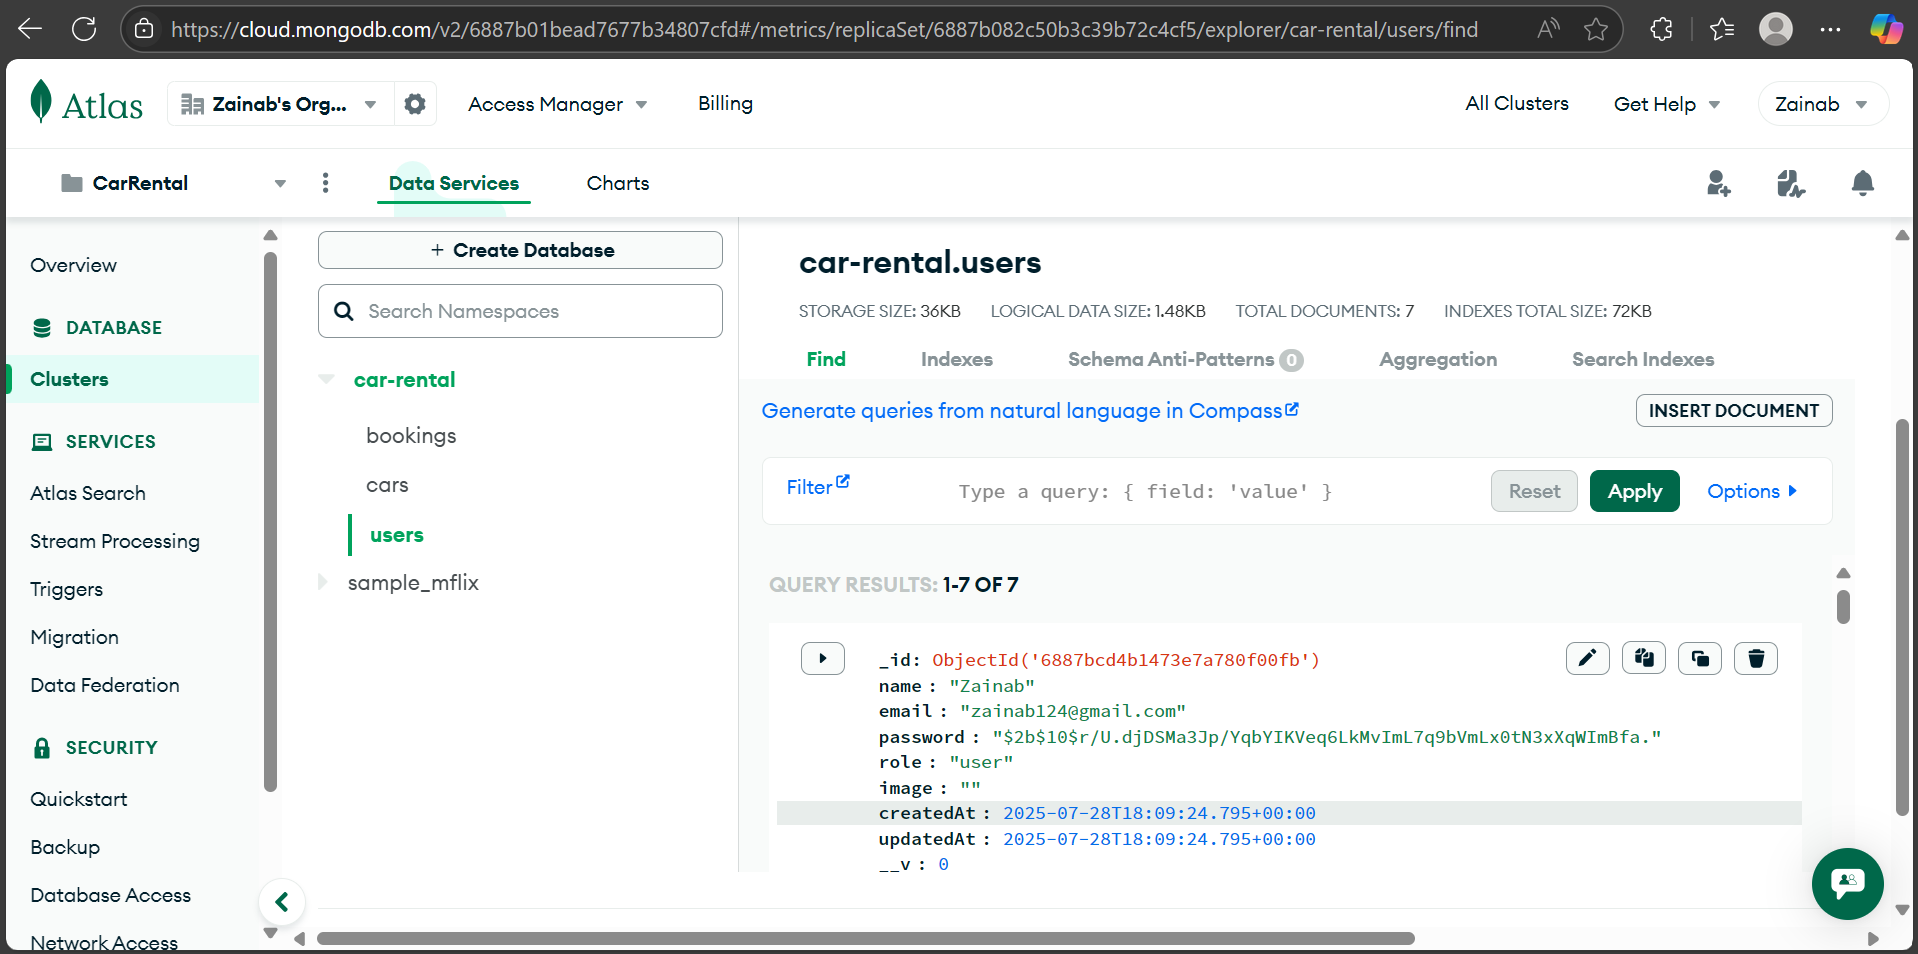 https://cloud.mongodb.com/v2/6887b01bead7677b34807cfd#/metrics/replicaSet/6887b082c50b3c39b72c4cf5/explorer/car-rental/users/find
Atlas
Zainab's Org...
Access Manager
Billing
All Clusters
Get Help
Zainab
CarRental
Data Services
Charts
Overview
DATABASE
Clusters
SERVICES
Atlas Search
Stream Processing
Triggers
Migration
Data Federation
SECURITY
Quickstart
Backup
Database Access
Network Access
+ Create Database
Search Namespaces
car-rental
bookings
cars
users
sample_mflix
car-rental.users
STORAGE SIZE: 36KB LOGICAL DATA SIZE: 1.48KB TOTAL DOCUMENTS: 7 INDEXES TOTAL SIZE: 72KB
Find Indexes Schema Anti-Patterns 0 Aggregation Search Indexes
Generate queries from natural language in Compass
INSERT DOCUMENT
Filter
Type a query: { field: 'value' }
Reset
Apply
Options
QUERY RESULTS: 1-7 OF 7
_id: ObjectId('6887bcd4b1473e7a780f00fb')
name : "Zainab"
email : "zainab124@gmail.com"
password : "$2b$10$r/U.djDSMa3Jp/YqbYIKVeq6LkMvImL7q9bVmLx0tN3xXqWImBfa."
role : "user"
image : ""
createdAt : 2025-07-28T18:09:24.795+00:00
updatedAt : 2025-07-28T18:09:24.795+00:00
__v : 0